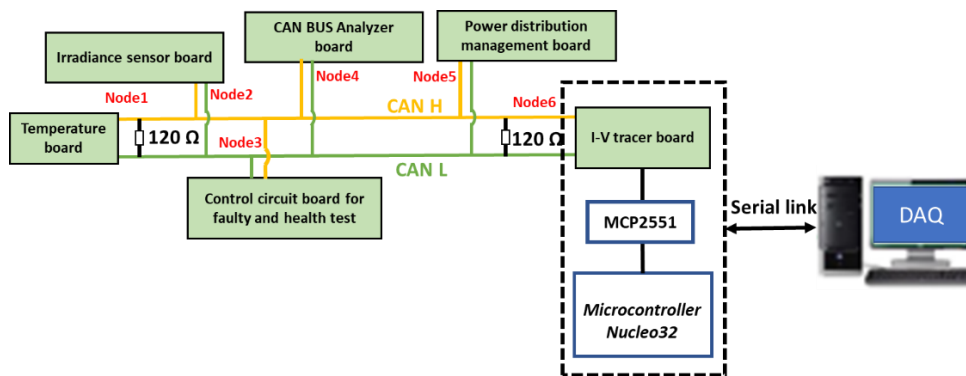 CAN BUS Analyzer
board
Power distribution
management board
Irradiance sensor board
Node1
Node2
Node4
Node5
Node6
CAN H
Temperature
board
120 Ω
Node3
120 Ω
I-V tracer board
CAN L
Control circuit board for
faulty and health test
MCP2551
Serial link
DAQ
Microcontroller
Nucleo32